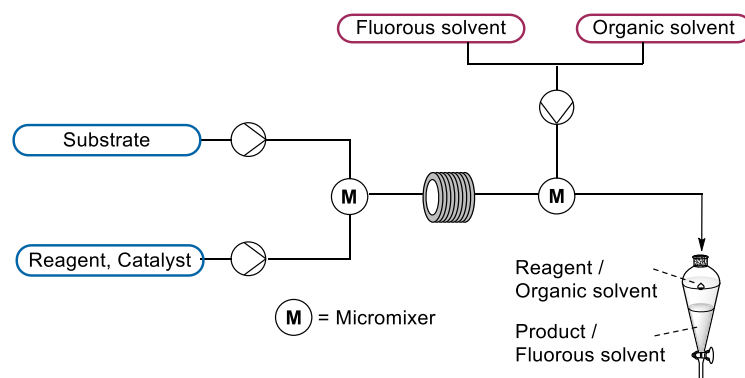 Fluorous solvent
Organic solvent
Substrate
M
M
Reagent, Catalyst
M = Micromixer
Reagent /
Organic solvent
Product /
Fluorous solvent